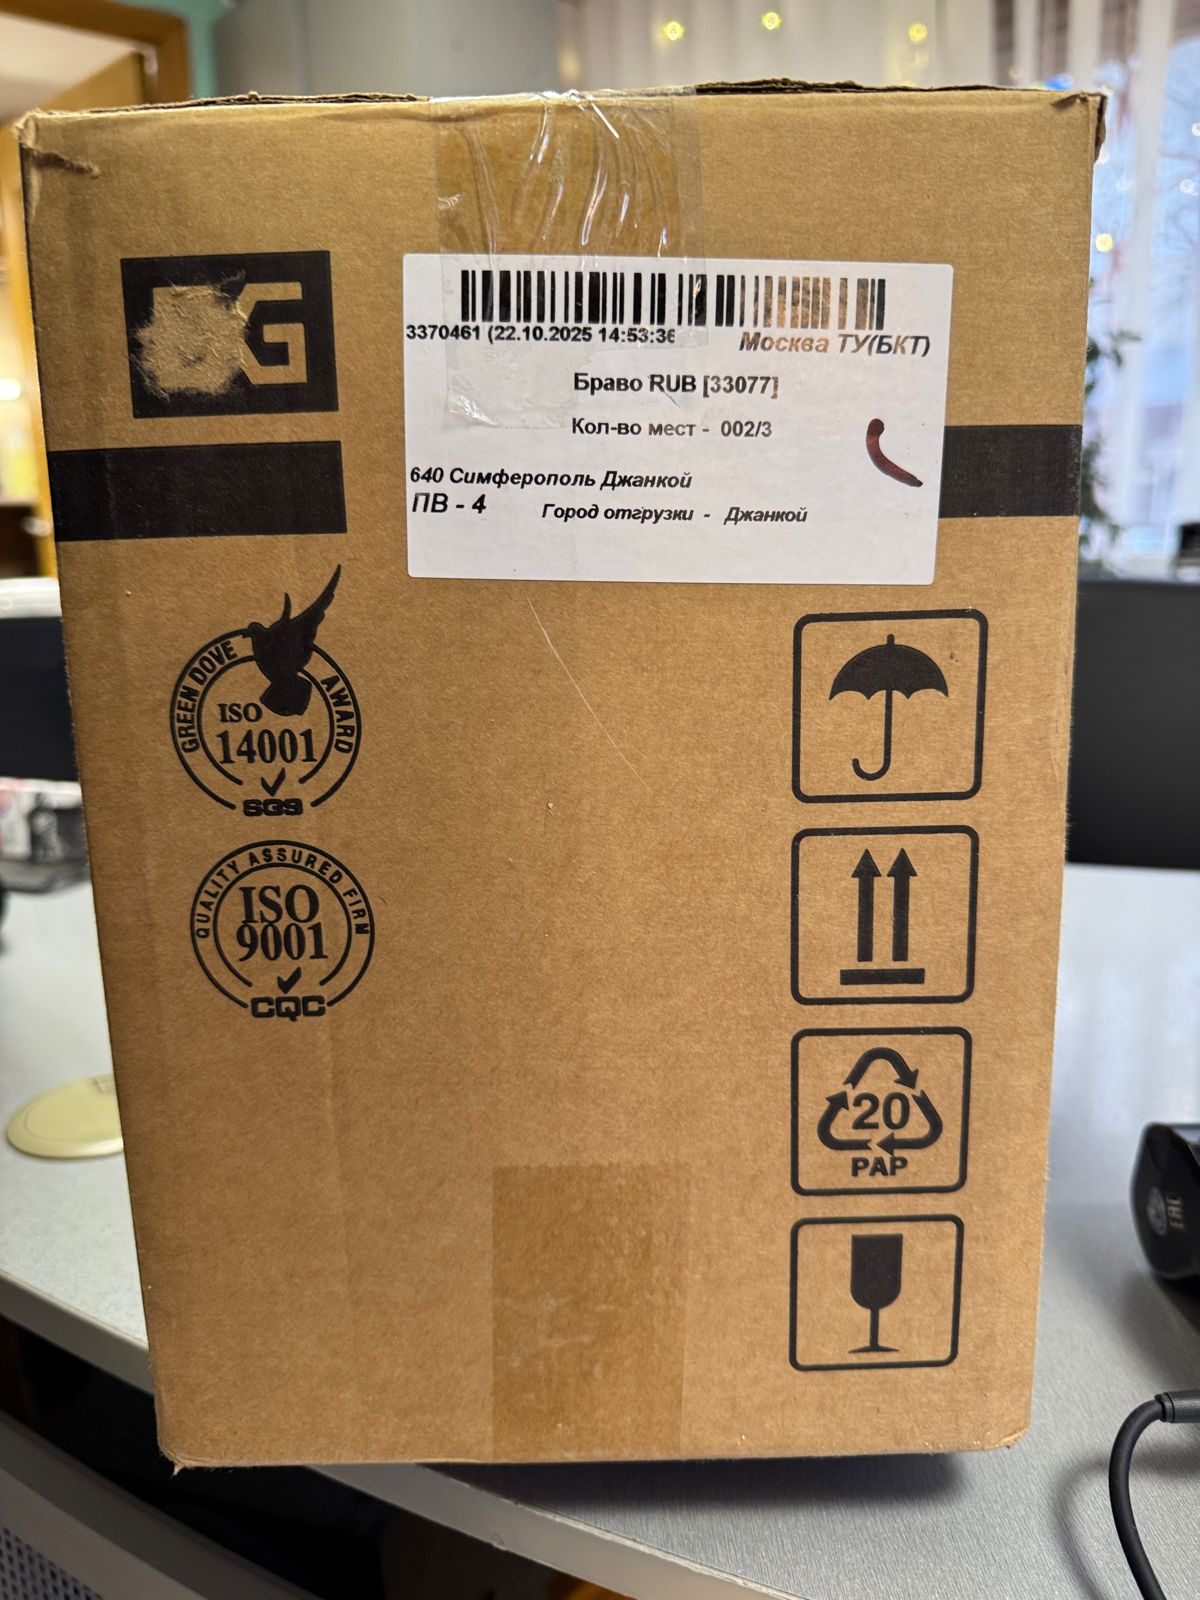 G
3370461 (22.10.2025 14:53:36
Москва ТУ(БКТ)
Браво RUB [33077]
Кол-во мест - 002/3
640 Симферополь Джанкой
ПВ - 4
Город отгрузки - Джанкой
GREEN DOVE AWARD
ISO
14001
SGS
QUALITY ASSURED FIRM
ISO
9001
CQC
20
PAP
EAC